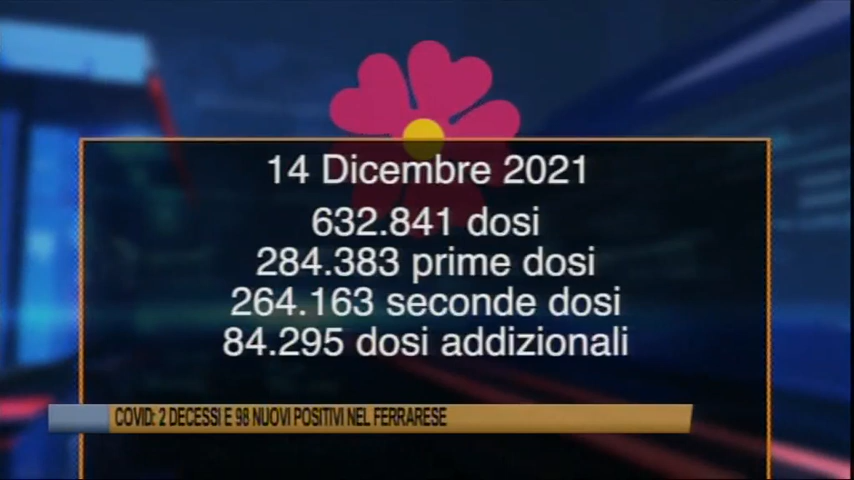 14 Dicembre 2021
632.841 dosi
284.383 prime dosi
264.163 seconde dosi
84.295 dosi addizionali
COVID: 2 DECESSI E 98 NUOVI POSITIVI NEL FERRARESE